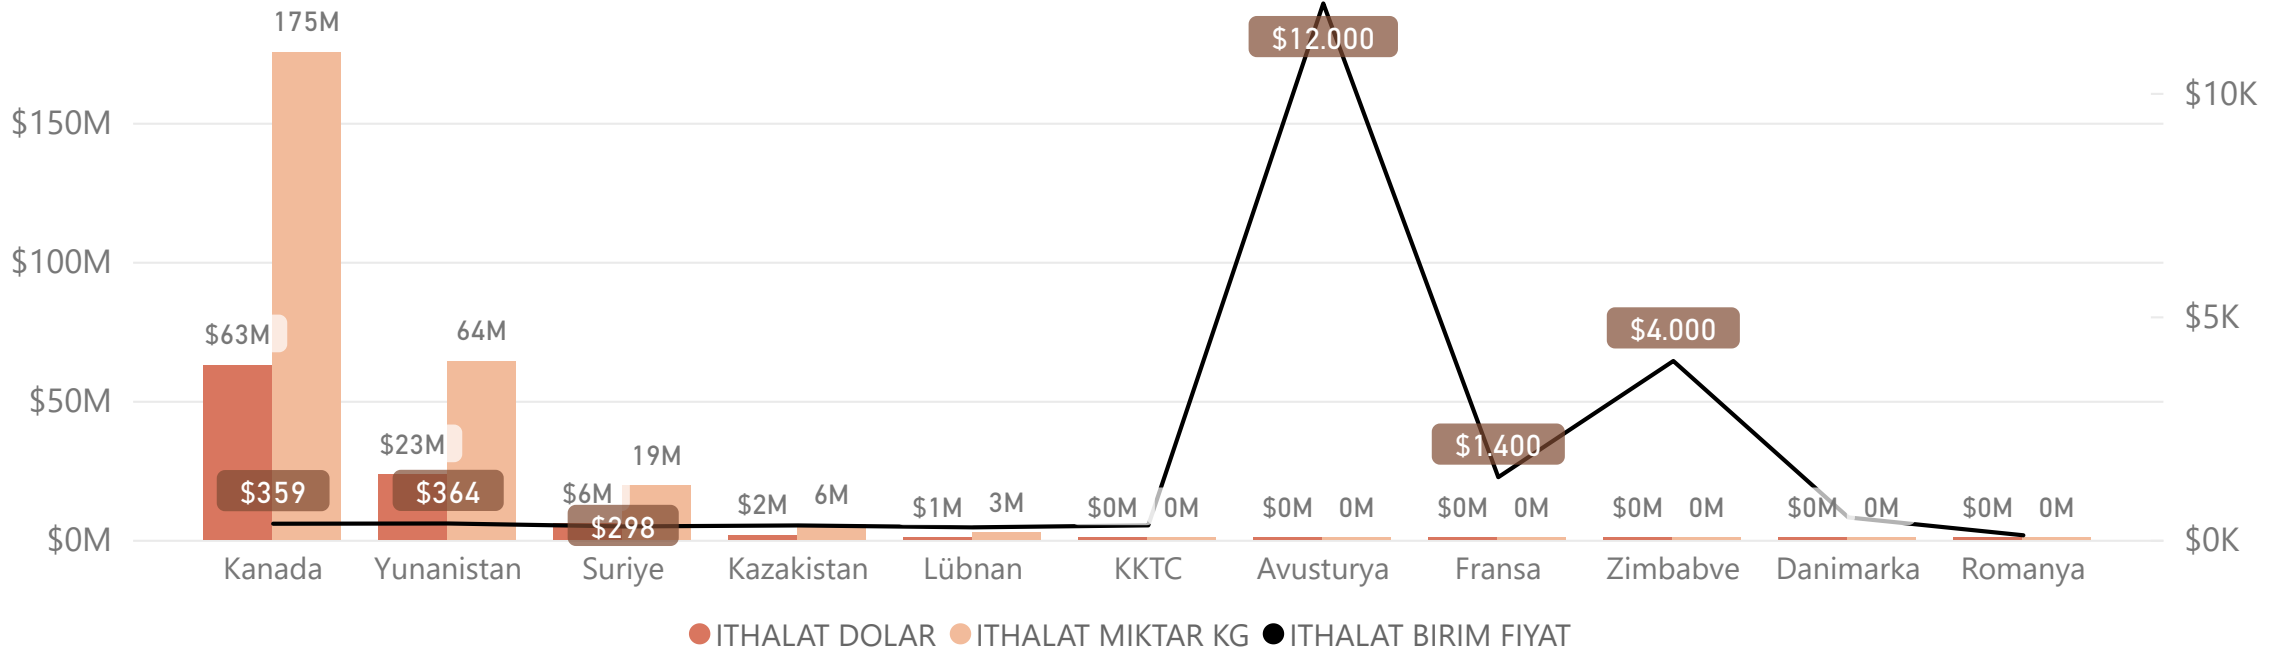 175M
$12.000
$10K
$150M
$100M
$5K
$4.000
$63M
64M
$50M
$23M
$1.400
19M
$359
$364
$6M
6M
$2M
3M
$1M
$0M 0M
$0M 0M
$0M 0M
$0M 0M
$0M 0M
$0M 0M
$298
$0M
$0K
Kanada Yunanistan Suriye Kazakistan Lübnan KKTC Avusturya Fransa Zimbabve Danimarka Romanya
ITHALAT DOLAR ITHALAT MIKTAR KG ITHALAT BIRIM FIYAT